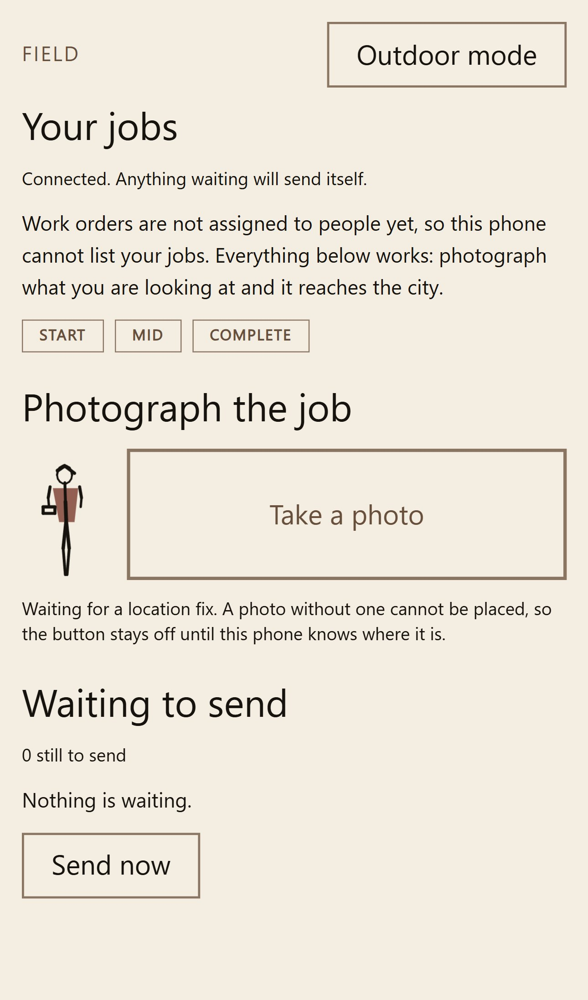 FIELD
Outdoor mode
Your jobs
Connected. Anything waiting will send itself.
Work orders are not assigned to people yet, so this phone
cannot list your jobs. Everything below works: photograph
what you are looking at and it reaches the city.
START MID COMPLETE
Photograph the job
Take a photo
Waiting for a location fix. A photo without one cannot be placed, so
the button stays off until this phone knows where it is.
Waiting to send
0 still to send
Nothing is waiting.
Send now